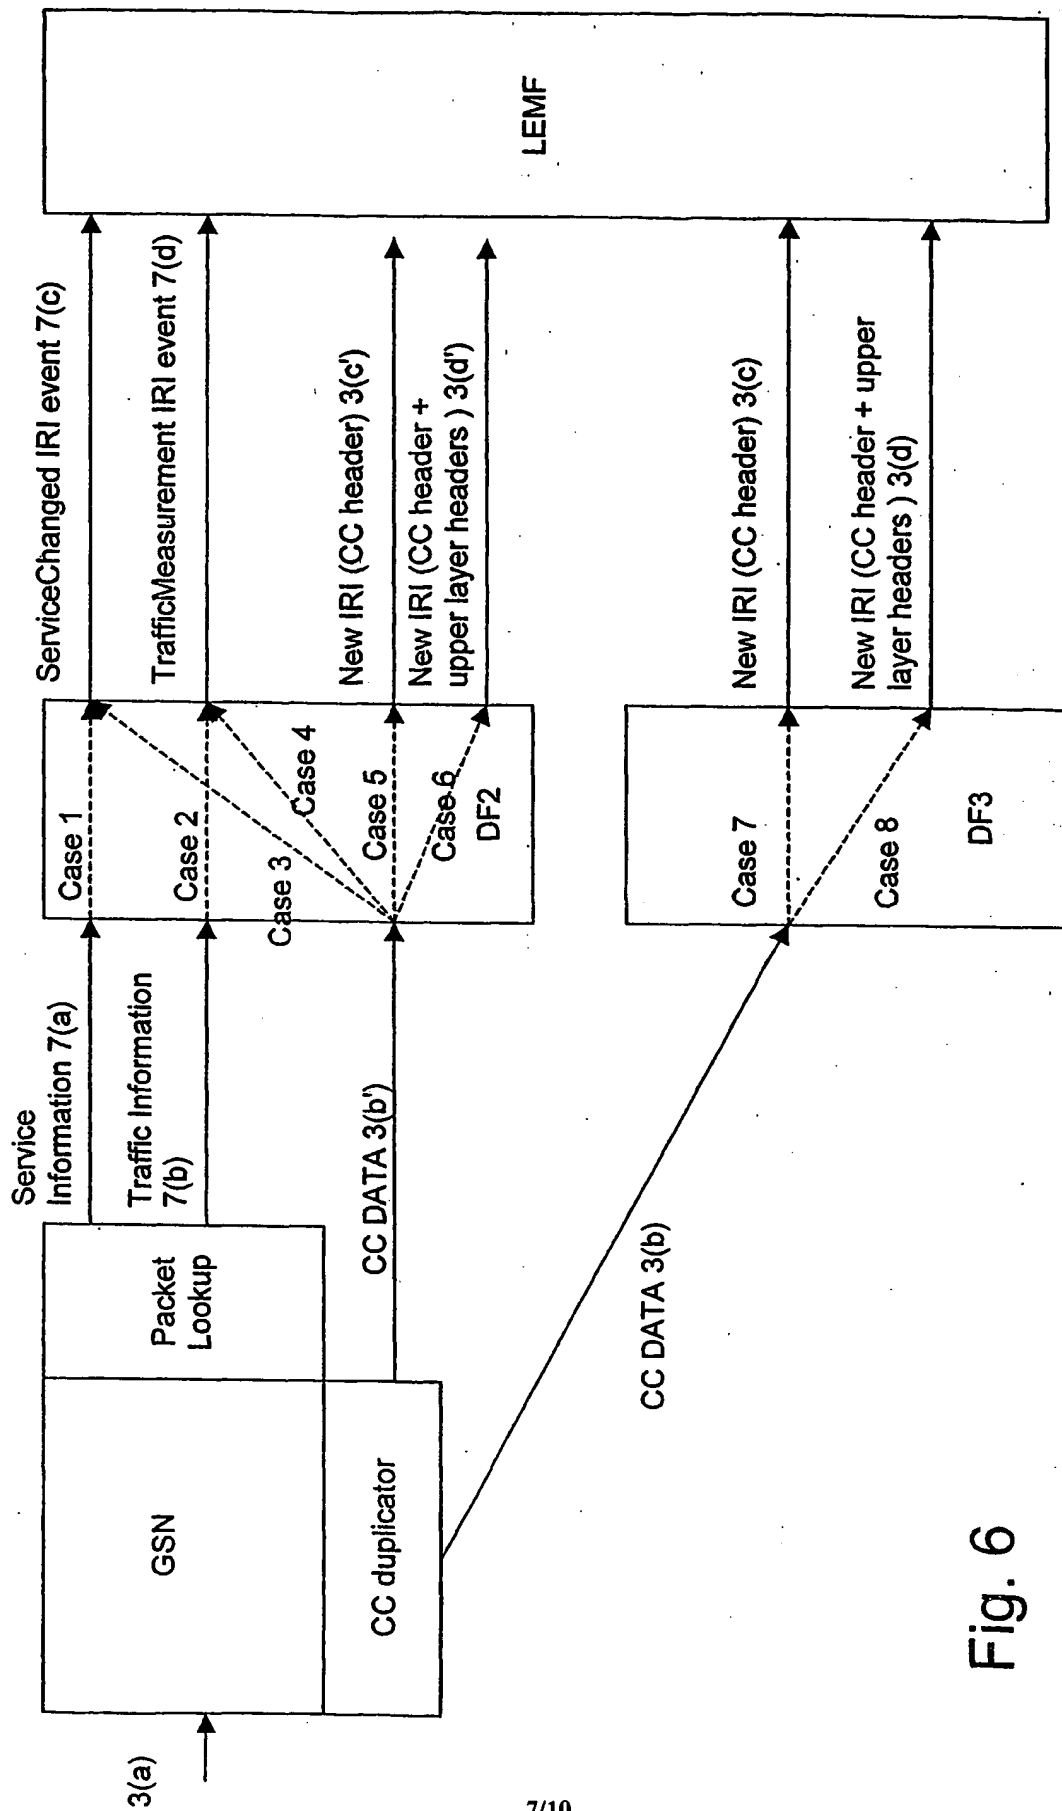 3(a)
GSN
CC duplicator
Packet
Lookup
Service
Information 7(a)
Traffic Information
7(b)
CC DATA 3(b')
CC DATA 3(b)
Case 1
Case 2
Case 3
Case 4
Case 5
Case 6
DF2
Case 7
Case 8
DF3
ServiceChanged IRI event 7(c)
TrafficMeasurement IRI event 7(d)
New IRI (CC header) 3(c')
New IRI (CC header +
upper layer headers ) 3(d')
New IRI (CC header) 3(c)
New IRI (CC header + upper
layer headers ) 3(d)
LEMF
Fig. 6
7/10